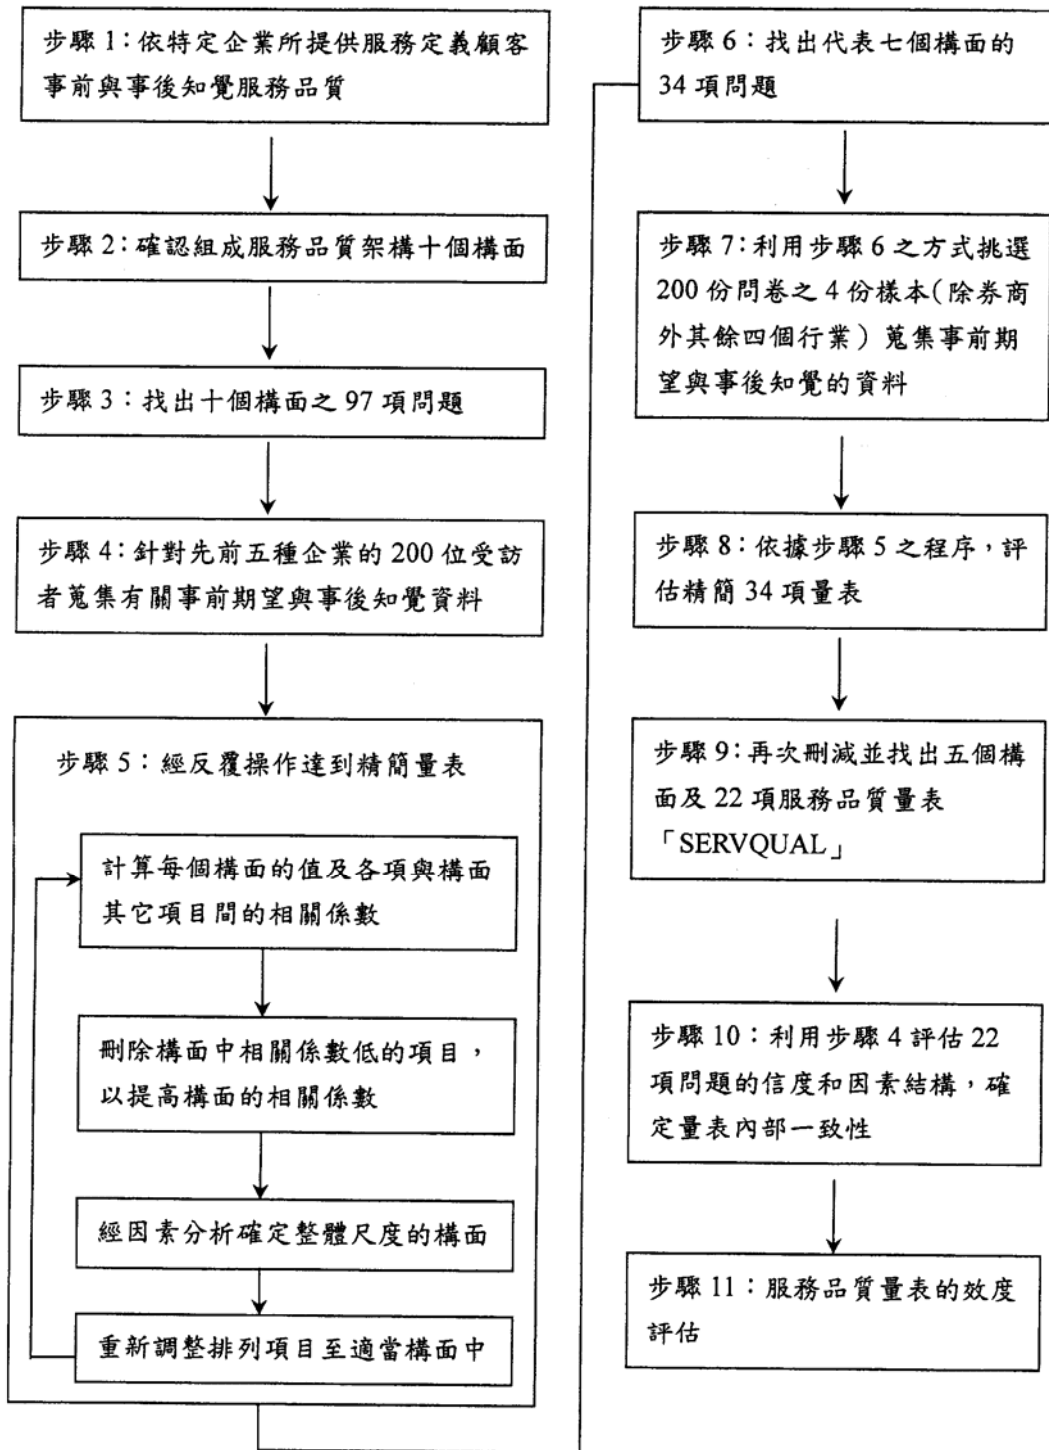 步驟 1：依特定企業所提供服務定義顧客
事前與事後知覺服務品質
步驟 2：確認組成服務品質架構十個構面
步驟 3：找出十個構面之 97 項問題
步驟 4：針對先前五種企業的 200 位受訪
者蒐集有關事前期望與事後知覺資料
步驟 5：經反覆操作達到精簡量表
計算每個構面的值及各項與構面
其它項目間的相關係數
刪除構面中相關係數低的項目，
以提高構面的相關係數
經因素分析確定整體尺度的構面
重新調整排列項目至適當構面中
步驟 6：找出代表七個構面的
34 項問題
步驟 7：利用步驟 6 之方式挑選
200 份問卷之 4 份樣本（除券商
外其餘四個行業）蒐集事前期
望與事後知覺的資料
步驟 8：依據步驟 5 之程序，評
估精簡 34 項量表
步驟 9：再次刪減並找出五個構
面及 22 項服務品質量表
「SERVQUAL」
步驟 10：利用步驟 4 評估 22
項問題的信度和因素結構，確
定量表內部一致性
步驟 11：服務品質量表的效度
評估